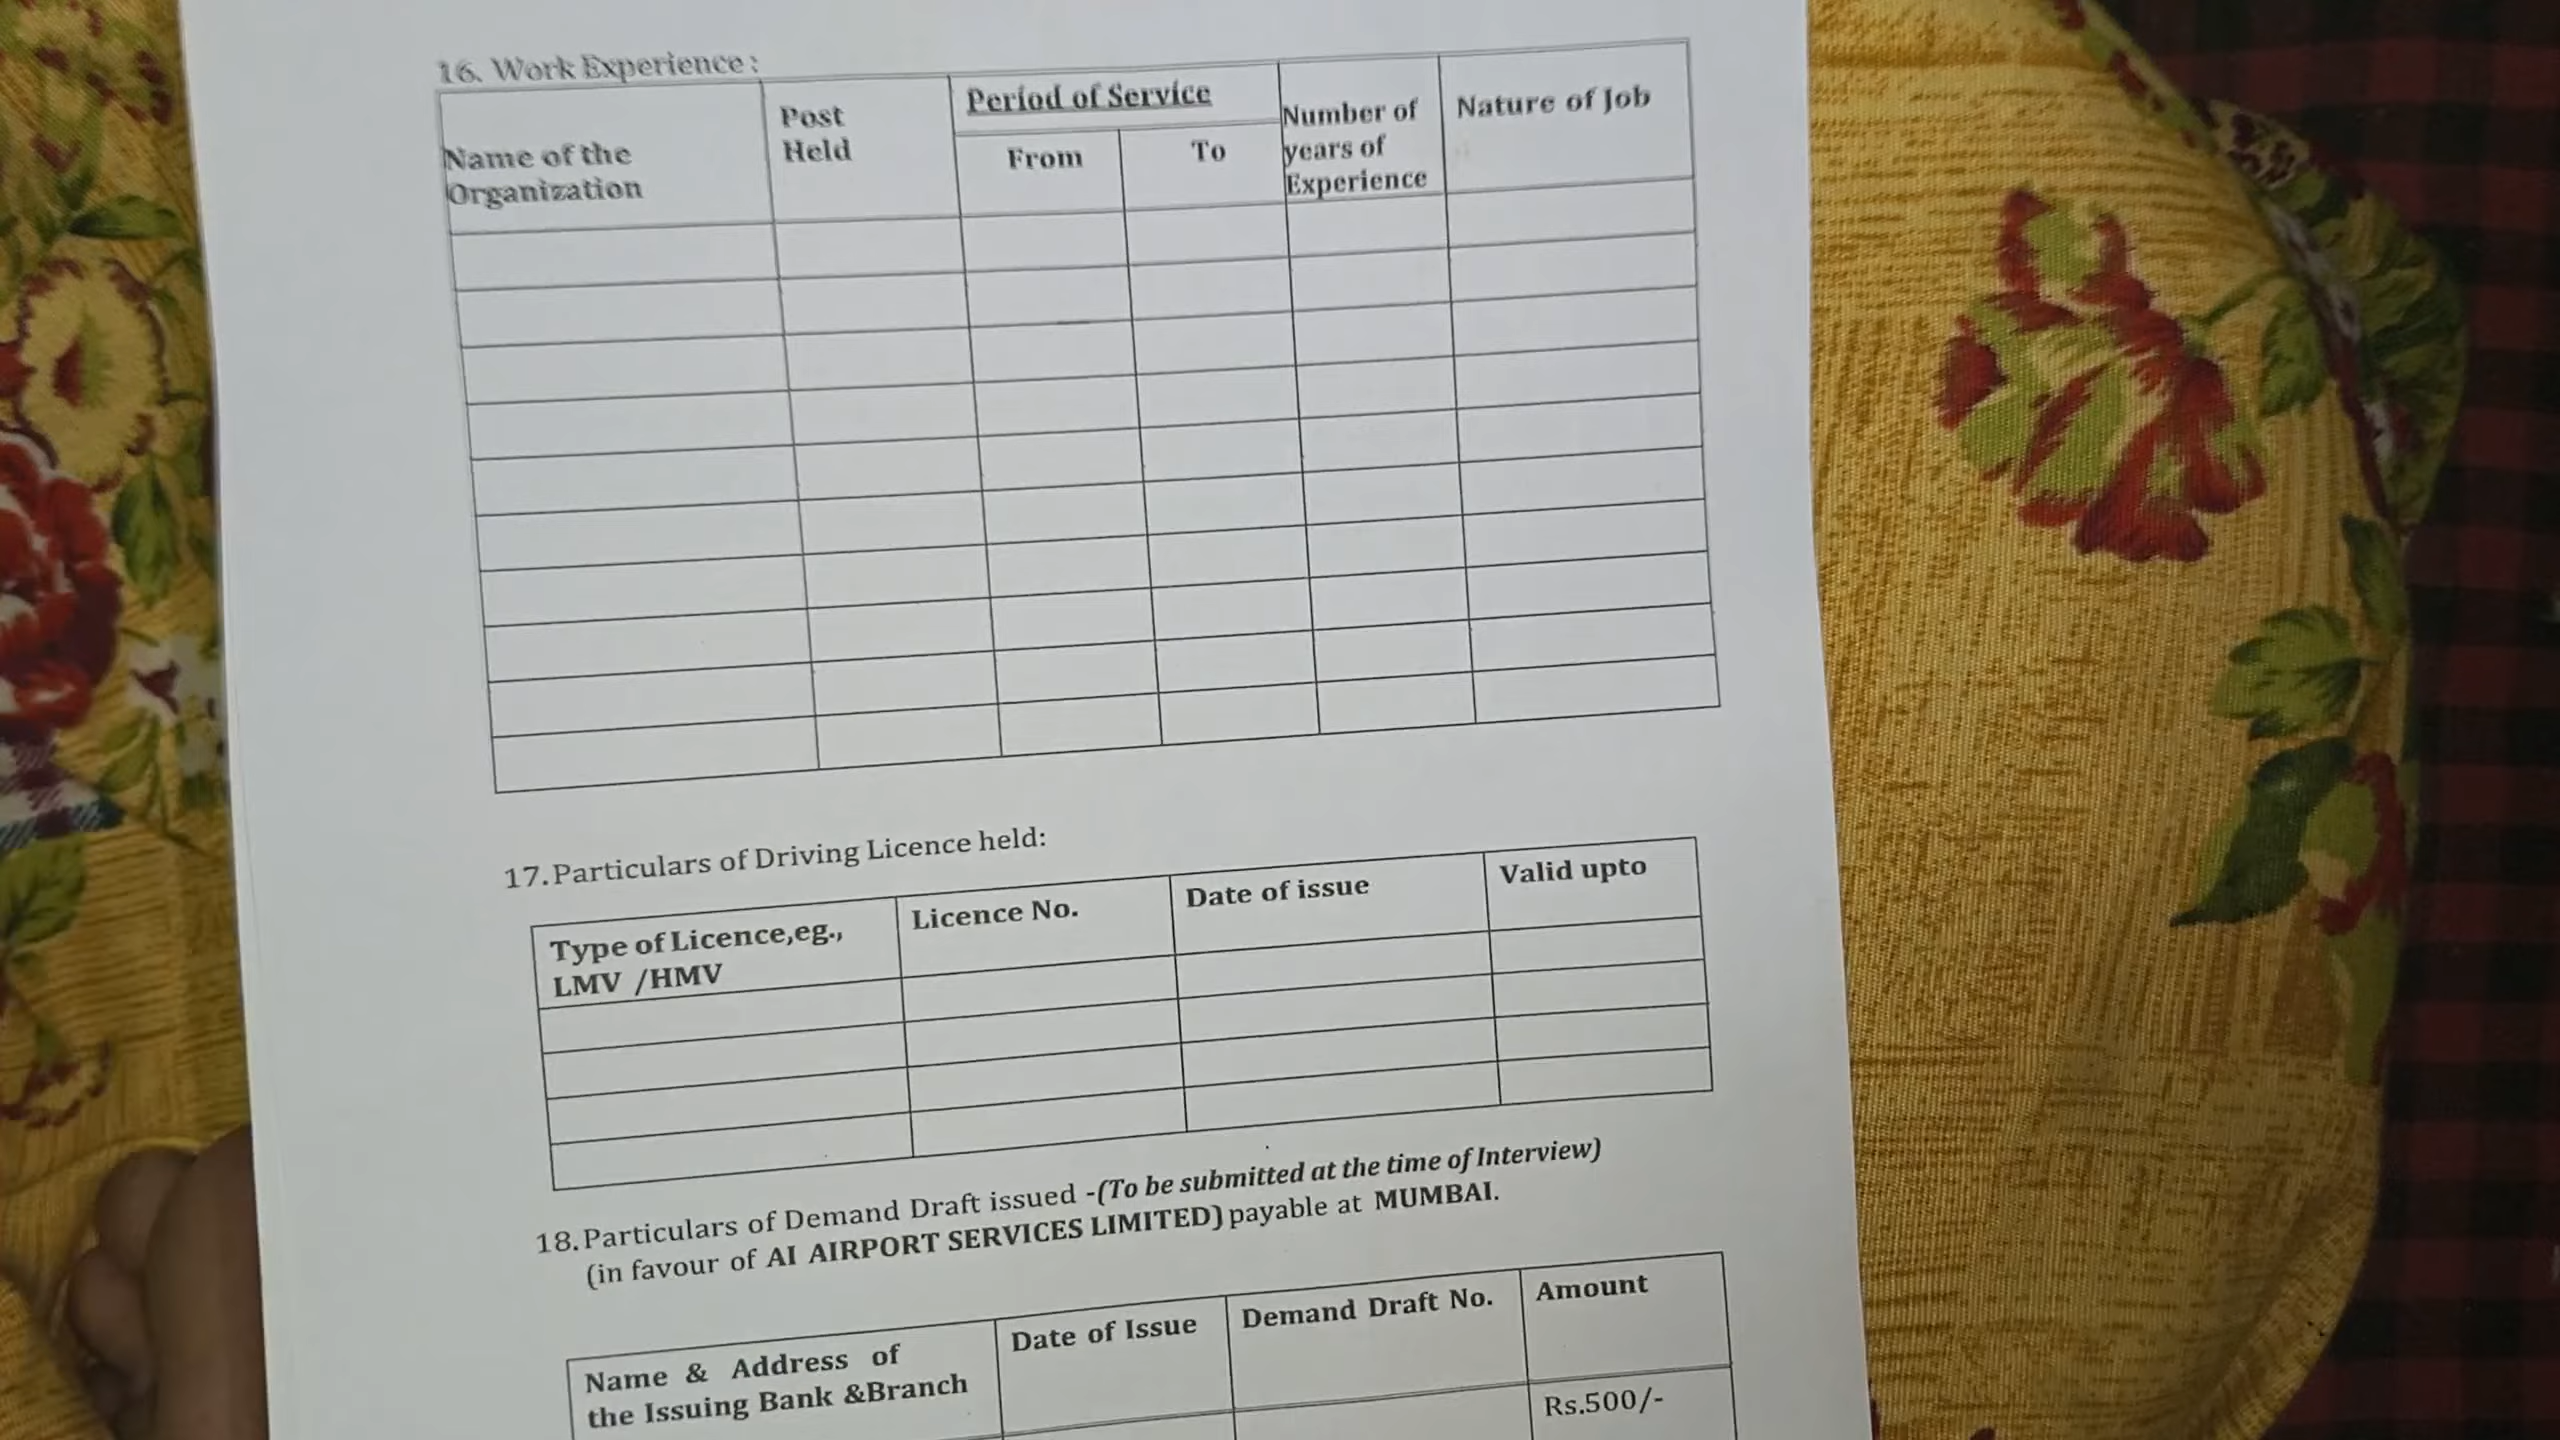 16. Work Experience :
Name of the
Organization
Post
Held
Period of Service
From
To
Number of
years of
Experience
Nature of Job
17. Particulars of Driving Licence held:
Type of Licence,eg.,
LMV /HMV
Licence No.
Date of issue
Valid upto
18. Particulars of Demand Draft issued -(To be submitted at the time of Interview)
(in favour of AI AIRPORT SERVICES LIMITED) payable at MUMBAI.
Name & Address of
the Issuing Bank &Branch
Date of Issue
Demand Draft No.
Amount
Rs.500/-